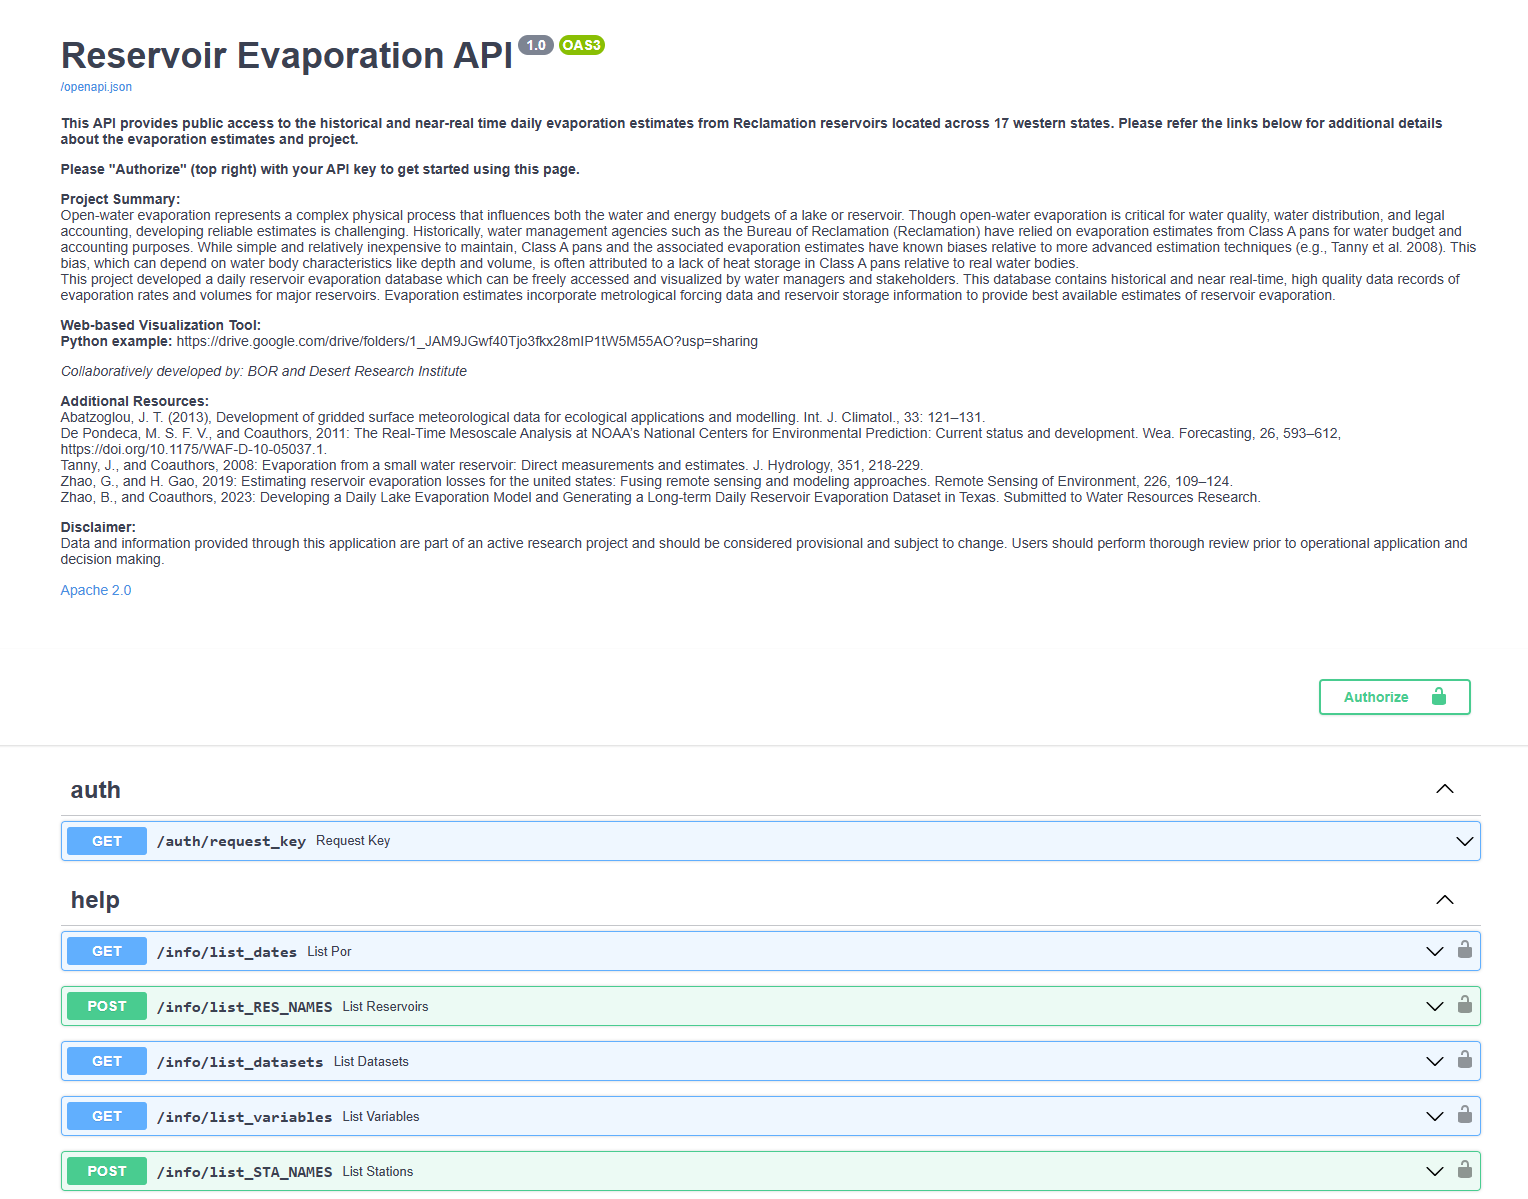 Reservoir Evaporation API 1.0 OAS3
/openapi.json
This API provides public access to the historical and near-real time daily evaporation estimates from Reclamation reservoirs located across 17 western states. Please refer the links below for additional details
about the evaporation estimates and project.
Please "Authorize" (top right) with your API key to get started using this page.
Project Summary:
Open-water evaporation represents a complex physical process that influences both the water and energy budgets of a lake or reservoir. Though open-water evaporation is critical for water quality, water distribution, and legal
accounting, developing reliable estimates is challenging. Historically, water management agencies such as the Bureau of Reclamation (Reclamation) have relied on evaporation estimates from Class A pans for water budget and
accounting purposes. While simple and relatively inexpensive to maintain, Class A pans and the associated evaporation estimates have known biases relative to more advanced estimation techniques (e.g., Tanny et al. 2008). This
bias, which can depend on water body characteristics like depth and volume, is often attributed to a lack of heat storage in Class A pans relative to real water bodies.
This project developed a daily reservoir evaporation database which can be freely accessed and visualized by water managers and stakeholders. This database contains historical and near real-time, high quality data records of
evaporation rates and volumes for major reservoirs. Evaporation estimates incorporate metrological forcing data and reservoir storage information to provide best available estimates of reservoir evaporation.
Web-based Visualization Tool:
Python example: https://drive.google.com/drive/folders/1_JAM9JGwf40Tjo3fkx28mIP1tW5M55AO?usp=sharing
Collaboratively developed by: BOR and Desert Research Institute
Additional Resources:
Abatzoglou, J. T. (2013), Development of gridded surface meteorological data for ecological applications and modelling. Int. J. Climatol., 33: 121–131.
De Pondeca, M. S. F. V., and Coauthors, 2011: The Real-Time Mesoscale Analysis at NOAA's National Centers for Environmental Prediction: Current status and development. Wea. Forecasting, 26, 593–612,
https://doi.org/10.1175/WAF-D-10-05037.1.
Tanny, J., and Coauthors, 2008: Evaporation from a small water reservoir: Direct measurements and estimates. J. Hydrology, 351, 218-229.
Zhao, G., and H. Gao, 2019: Estimating reservoir evaporation losses for the united states: Fusing remote sensing and modeling approaches. Remote Sensing of Environment, 226, 109–124.
Zhao, B., and Coauthors, 2023: Developing a Daily Lake Evaporation Model and Generating a Long-term Daily Reservoir Evaporation Dataset in Texas. Submitted to Water Resources Research.
Disclaimer:
Data and information provided through this application are part of an active research project and should be considered provisional and subject to change. Users should perform thorough review prior to operational application and
decision making.
Apache 2.0
Authorize
auth
GET /auth/request_key Request Key
help
GET /info/list_dates List Por
POST /info/list_RES_NAMES List Reservoirs
GET /info/list_datasets List Datasets
GET /info/list_variables List Variables
POST /info/list_STA_NAMES List Stations